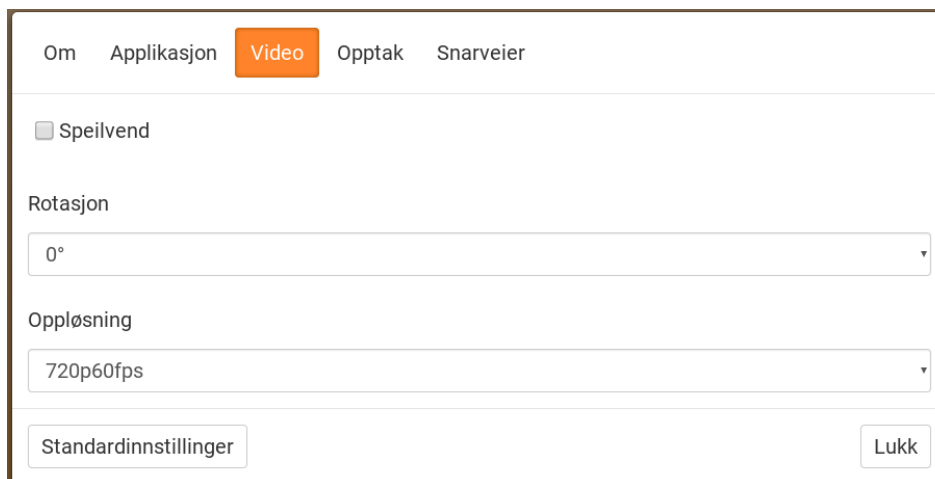 Om Applikasjon Video Opptak Snarveier
Speilvend
Rotasjon
0°
Oppløsning
720p60fps
Standardinnstillinger Lukk